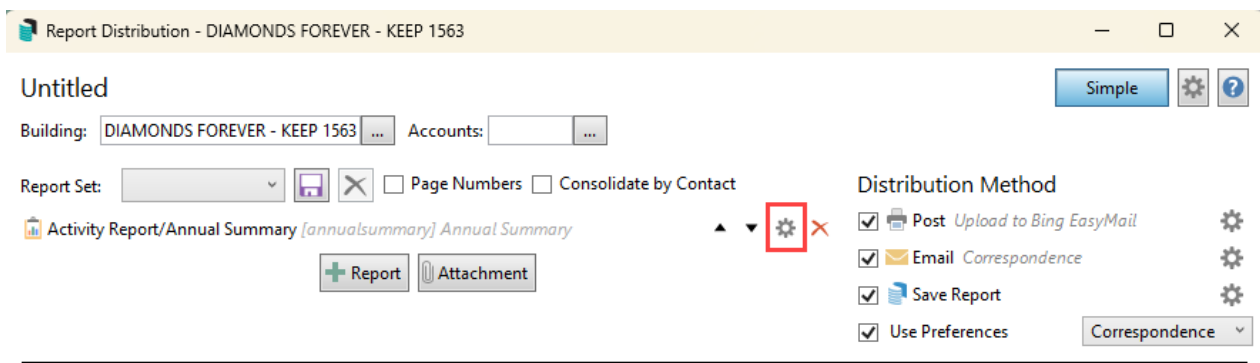 Report Distribution - DIAMONDS FOREVER - KEEP 1563
Untitled
Simple
Building: DIAMONDS FOREVER - KEEP 1563 ... Accounts: ...
Report Set: Page Numbers Consolidate by Contact
Activity Report/Annual Summary [annualsummary] Annual Summary
Report Attachment
Distribution Method
Post Upload to Bing EasyMail
Email Correspondence
Save Report
Use Preferences Correspondence